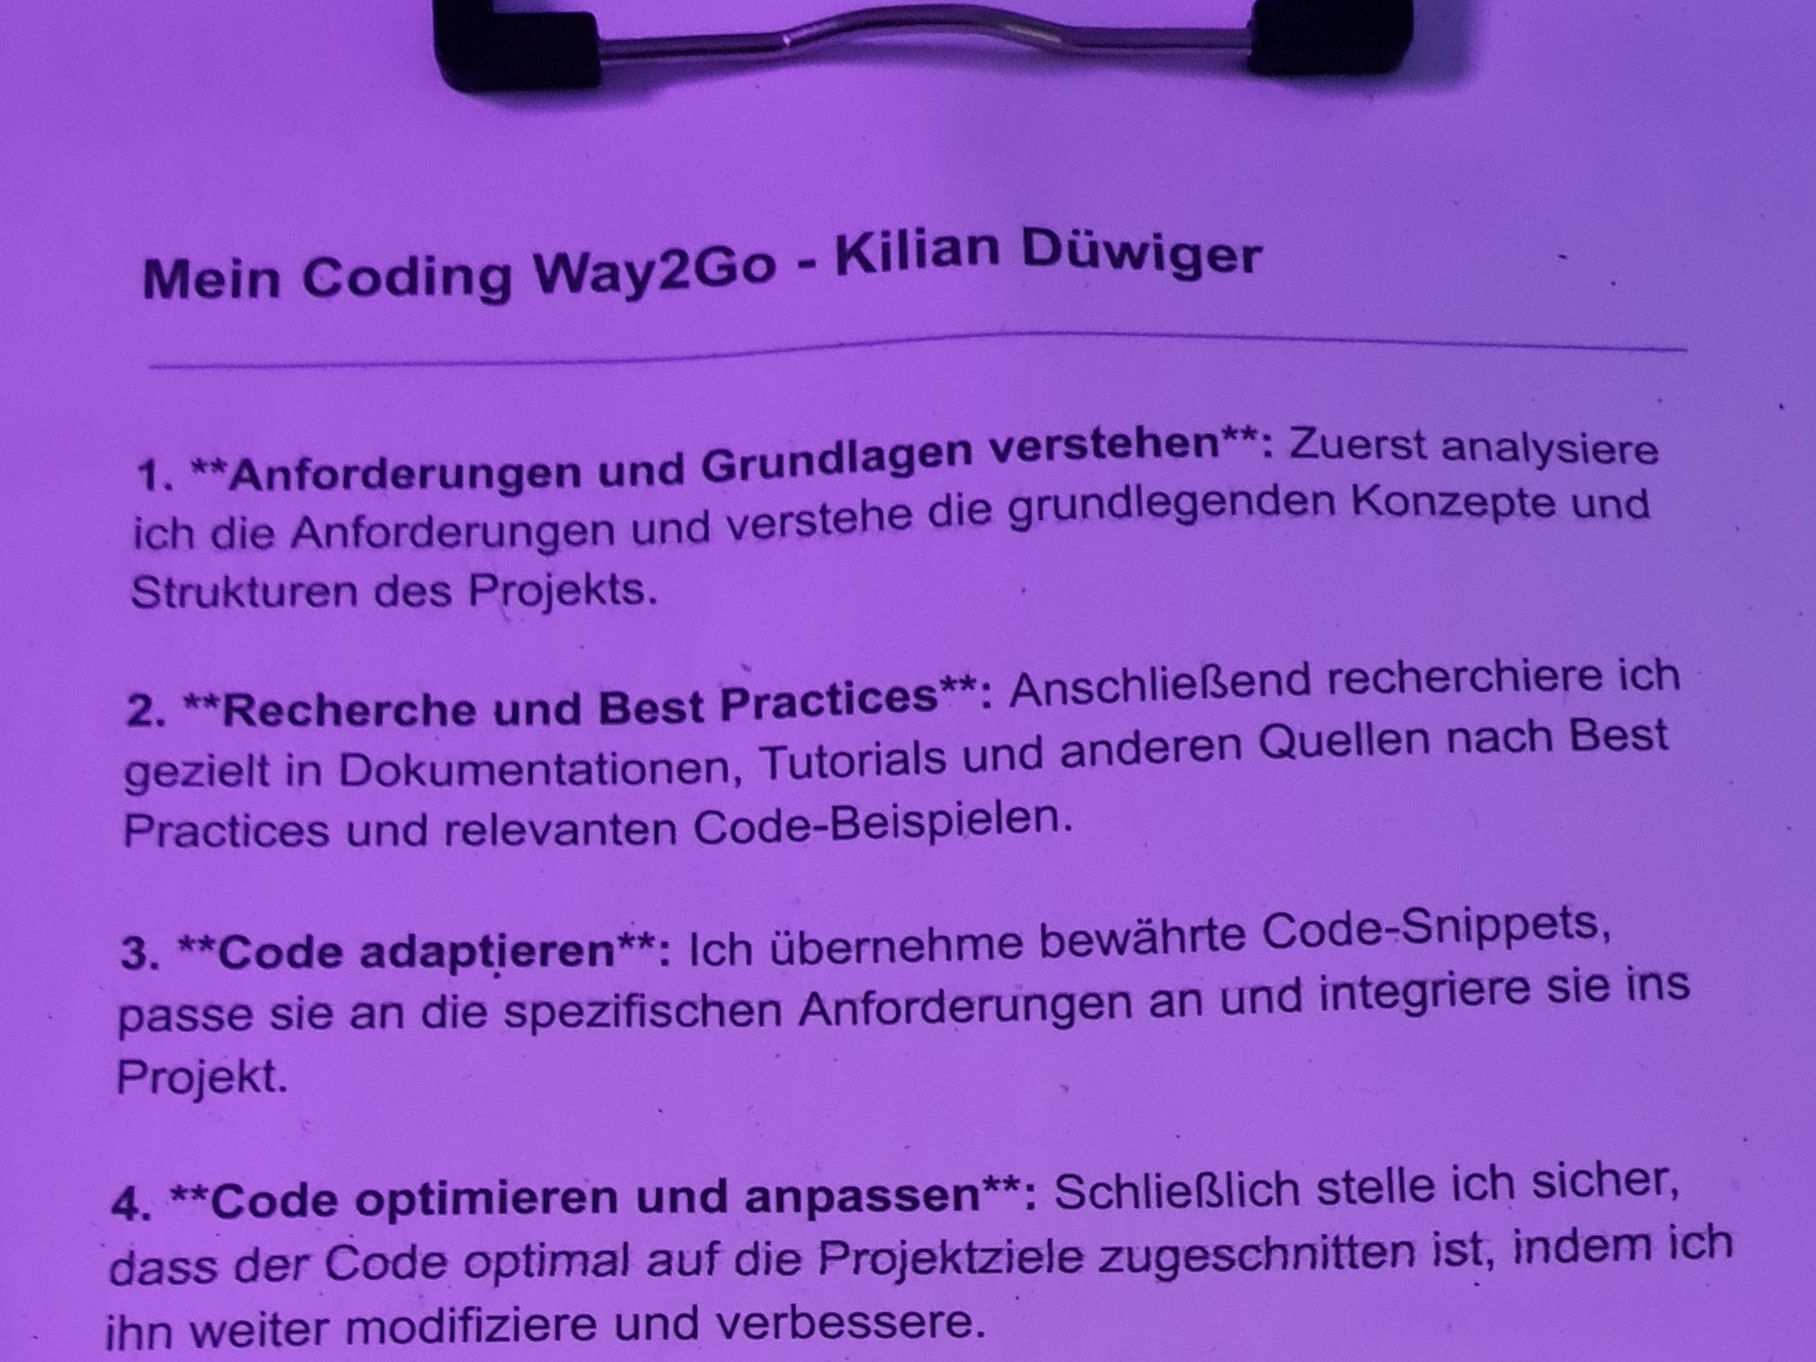 Mein Coding Way2Go - Kilian Düwiger
1. **Anforderungen und Grundlagen verstehen**: Zuerst analysiere
ich die Anforderungen und verstehe die grundlegenden Konzepte und
Strukturen des Projekts.
2. **Recherche und Best Practices**: Anschließend recherchiere ich
gezielt in Dokumentationen, Tutorials und anderen Quellen nach Best
Practices und relevanten Code-Beispielen.
3. **Code adaptieren**: Ich übernehme bewährte Code-Snippets,
passe sie an die spezifischen Anforderungen an und integriere sie ins
Projekt.
4. **Code optimieren und anpassen**: Schließlich stelle ich sicher,
dass der Code optimal auf die Projektziele zugeschnitten ist, indem ich
ihn weiter modifiziere und verbessere.